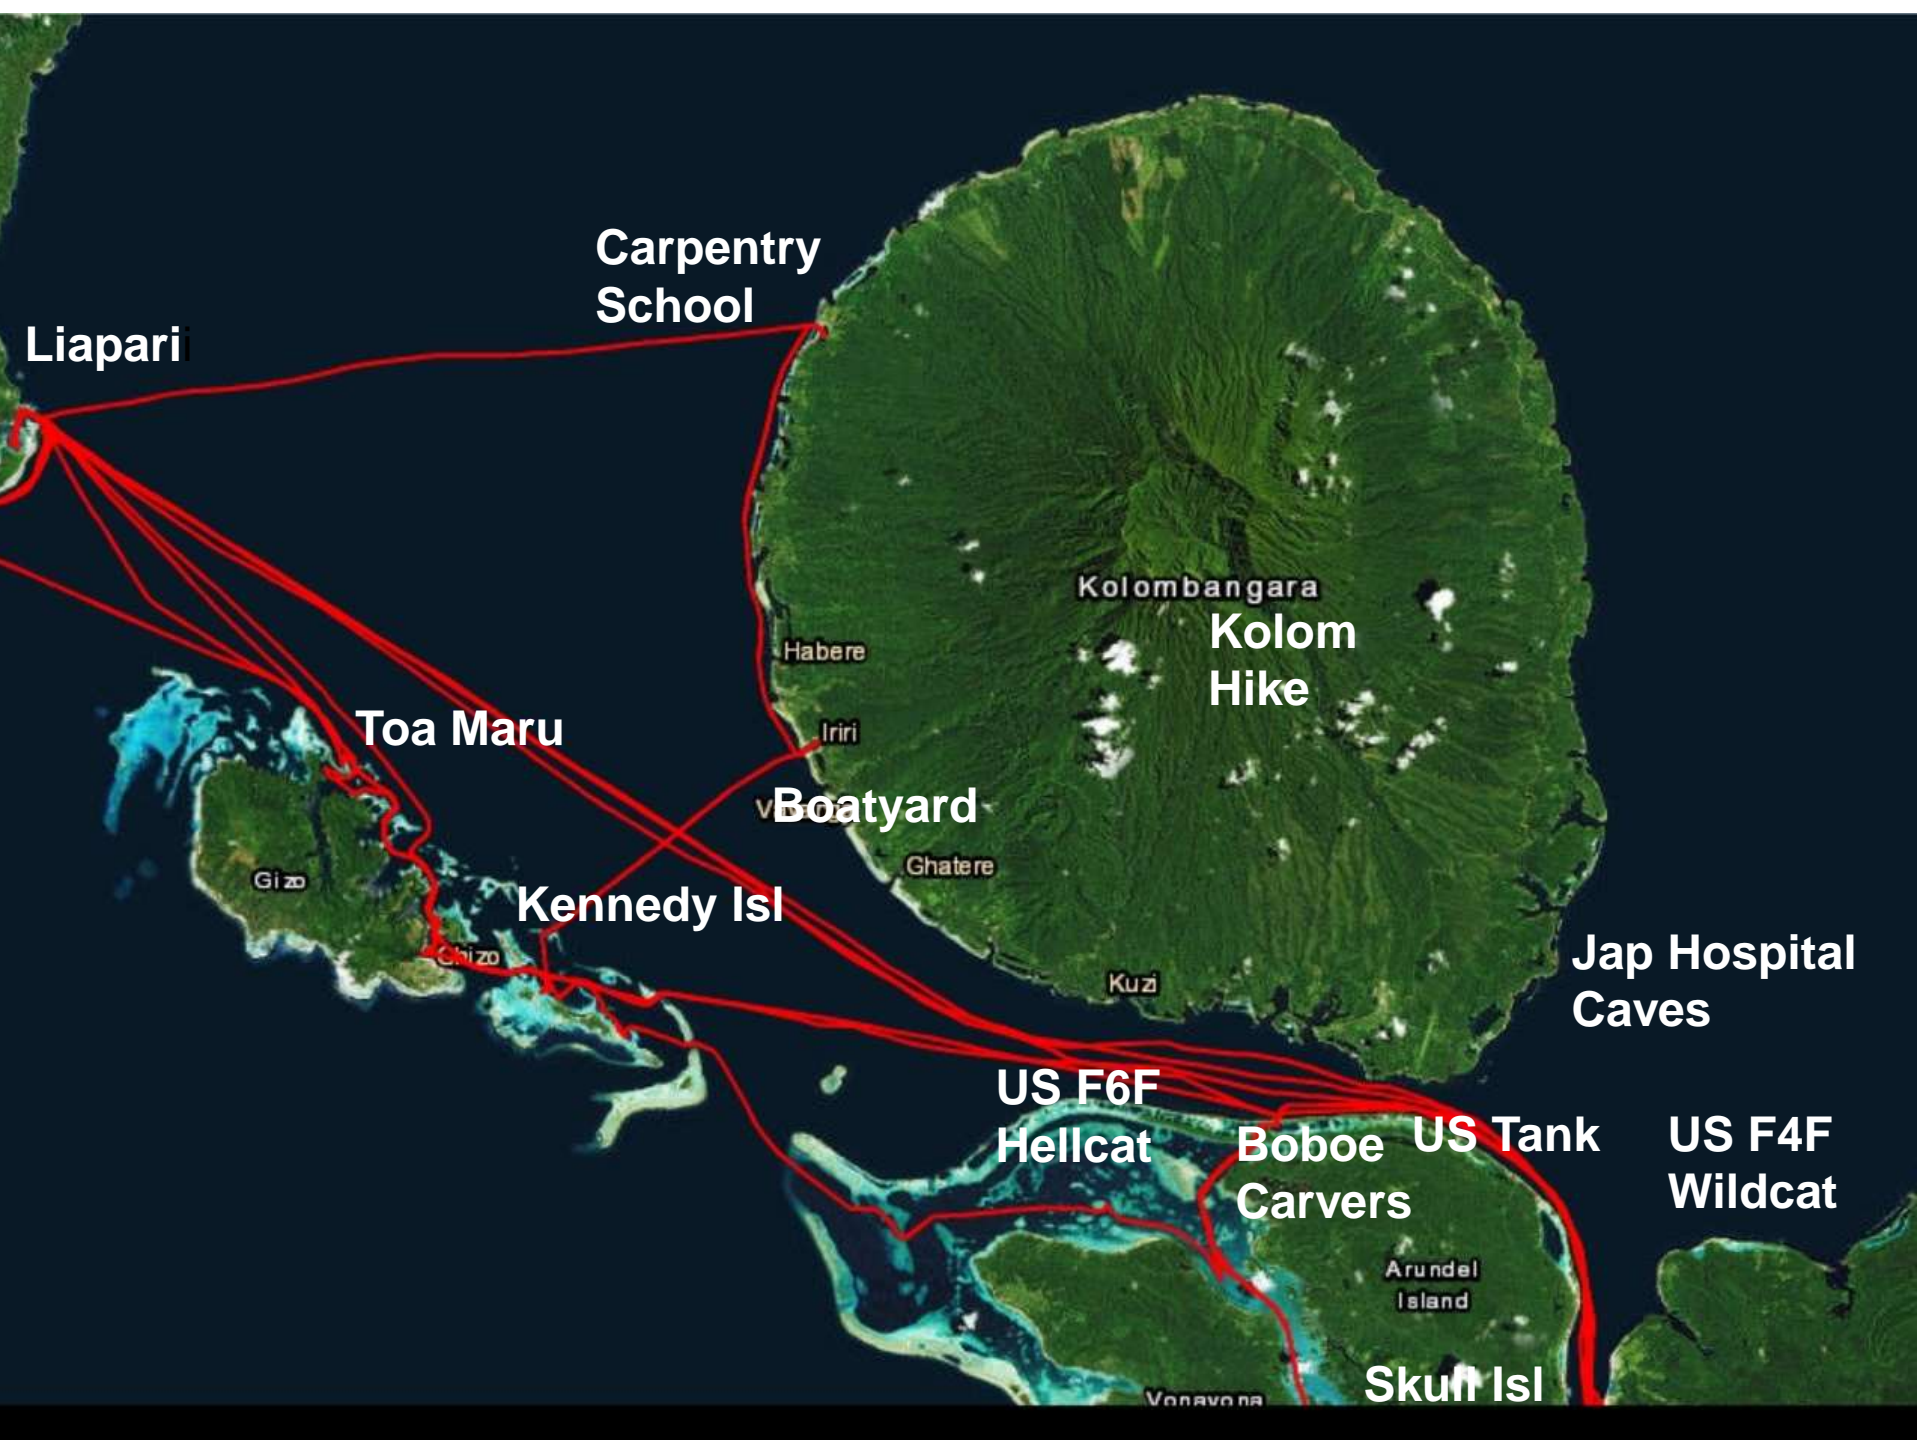 Carpentry
School
Liaparii
Kolombangara
Kolom
Hike
Habere
Toa Maru
Iriri
Boatyard
Ghatere
Gizo
Kennedy Isl
Ghizo
Kuzi
Jap Hospital
Caves
US F6F
Hellcat
Boboe
Carvers
US Tank
US F4F
Wildcat
Arundel
Island
Skull Isl
Vonavona